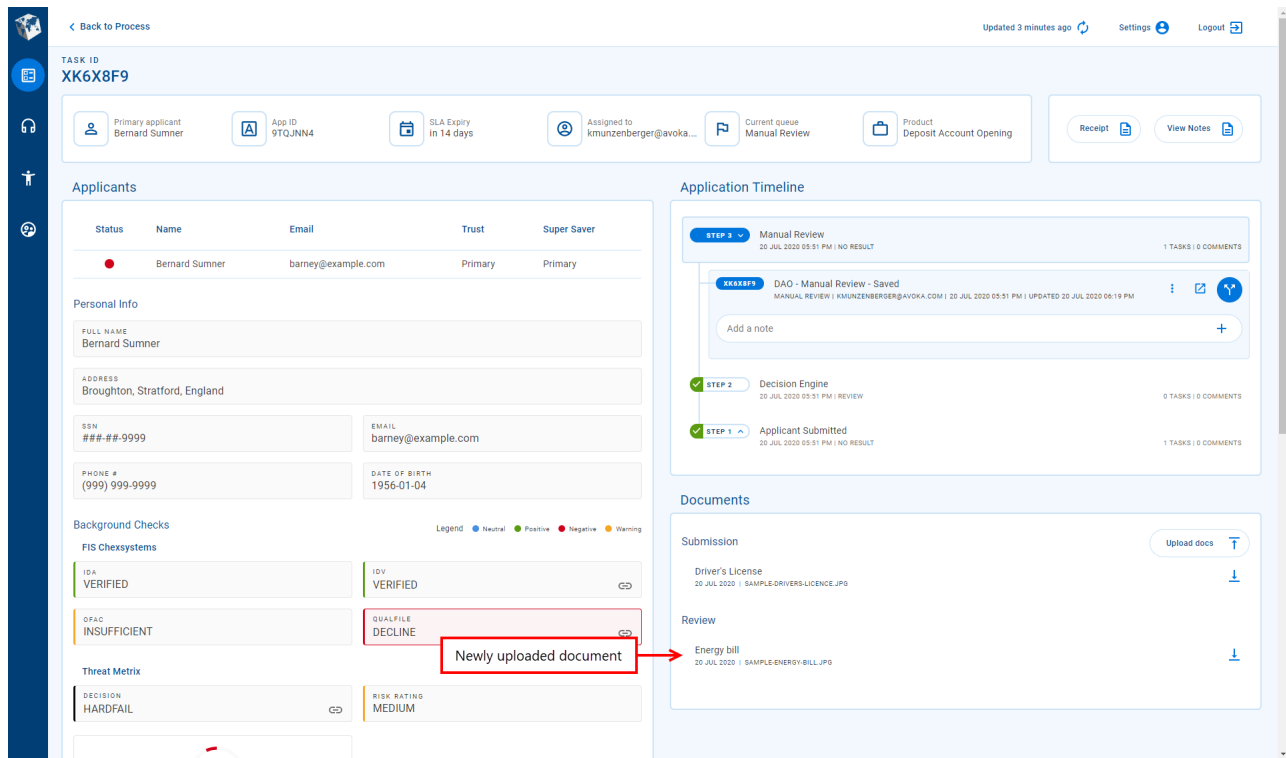 Back to Process
Updated 3 minutes ago
Settings
Logout
TASK ID
XK6X8F9
Primary applicant
Bernard Sumner
App ID
9TQJNN4
SLA Expiry
in 14 days
Assigned to
kmunzenberger@avoka....
Current queue
Manual Review
Product
Deposit Account Opening
Receipt
View Notes
Applicants
Status Name Email Trust Super Saver
Bernard Sumner barney@example.com Primary Primary
Personal Info
FULL NAME
Bernard Sumner
ADDRESS
Broughton, Stratford, England
SSN
###-##-9999
EMAIL
barney@example.com
PHONE #
(999) 999-9999
DATE OF BIRTH
1956-01-04
Background Checks
Legend Neutral Positive Negative Warning
FIS Chexsystems
IDA
VERIFIED
IDV
VERIFIED
OFAC
INSUFFICIENT
QUALFILE
DECLINE
Threat Metrix
DECISION
HARDFAIL
RISK RATING
MEDIUM
Application Timeline
STEP 3 Manual Review
20 JUL 2020 05:51 PM | NO RESULT
1 TASKS | 0 COMMENTS
XK6X8F9 DAO - Manual Review - Saved
MANUAL REVIEW | KMUNZENBERGER@AVOKA.COM | 20 JUL 2020 05:51 PM | UPDATED 20 JUL 2020 06:19 PM
Add a note
STEP 2 Decision Engine
20 JUL 2020 05:51 PM | REVIEW
0 TASKS | 0 COMMENTS
STEP 1 Applicant Submitted
20 JUL 2020 05:51 PM | NO RESULT
1 TASKS | 0 COMMENTS
Documents
Submission
Upload docs
Driver's License
20 JUL 2020 | SAMPLE-DRIVERS-LICENCE.JPG
Review
Newly uploaded document
Energy bill
20 JUL 2020 | SAMPLE-ENERGY-BILL.JPG